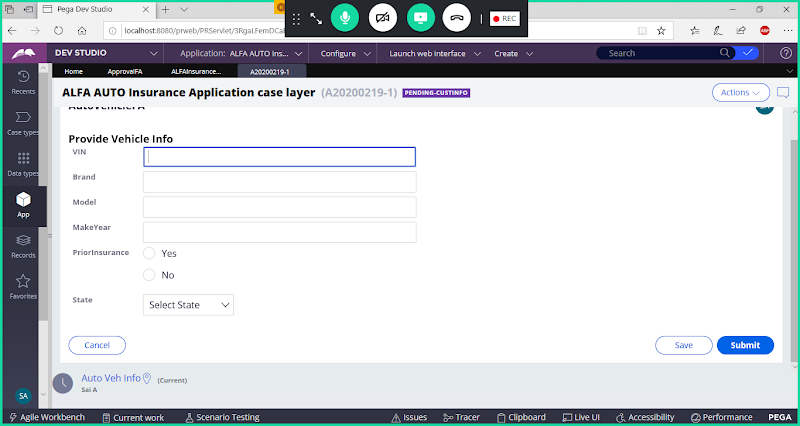 Pega Dev Studio
localhost:8080/prweb/PRServlet/3RgaLFemDCal
REC
DEV STUDIO
Application: ALFA AUTO Ins...
Configure
Launch web interface
Create
Search
Home
ApprovalFA
ALFAInsurance...
A20200219-1
Recents
Case types
Data types
App
Records
Favorites
SA
ALFA AUTO Insurance Application case layer (A20200219-1) PENDING-CUSTINFO
Actions
AutoVehicleFA
Provide Vehicle Info
VIN
Brand
Model
MakeYear
PriorInsurance
Yes
No
State
Select State
Cancel
Save
Submit
Auto Veh Info (Current)
Sai A
Agile Workbench
Current work
Scenario Testing
Issues
Tracer
Clipboard
Live UI
Accessibility
Performance
PEGA